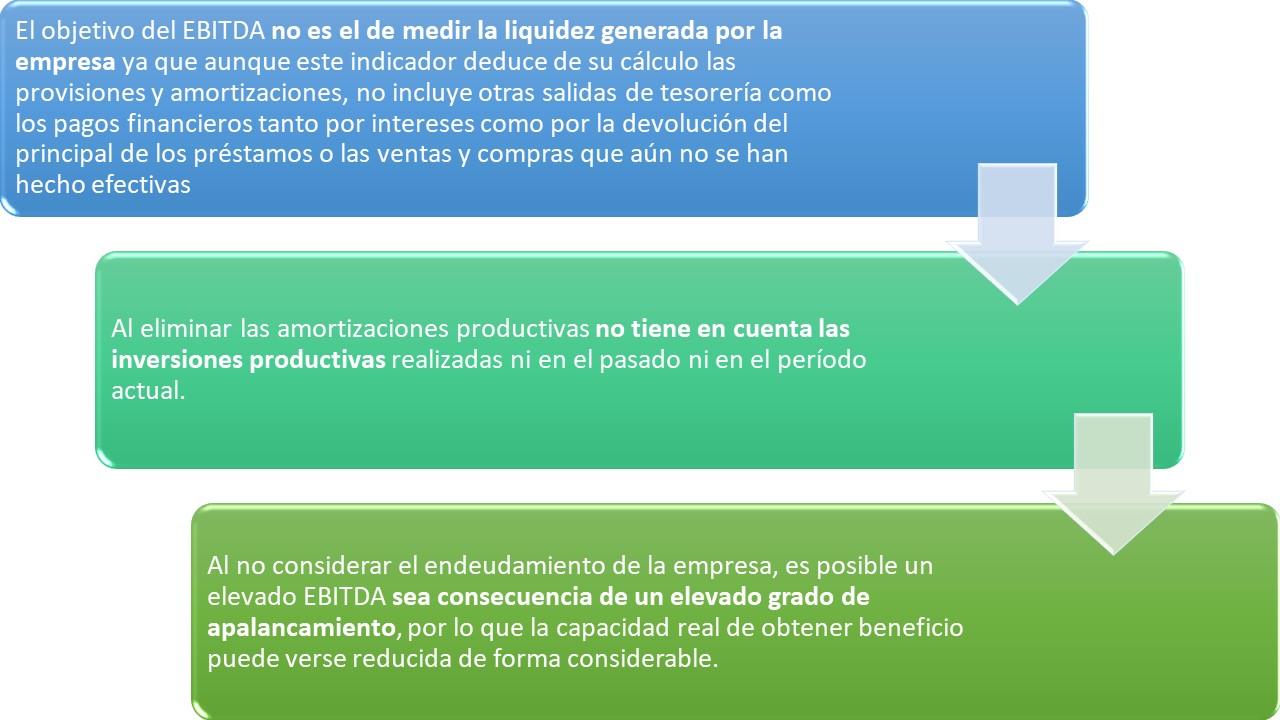 El objetivo del EBITDA no es el de medir la liquidez generada por la
empresa ya que aunque este indicador deduce de su cálculo las
provisiones y amortizaciones, no incluye otras salidas de tesorería como
los pagos financieros tanto por intereses como por la devolución del
principal de los préstamos o las ventas y compras que aún no se han
hecho efectivas
Al eliminar las amortizaciones productivas no tiene en cuenta las
inversiones productivas realizadas ni en el pasado ni en el período
actual.
Al no considerar el endeudamiento de la empresa, es posible un
elevado EBITDA sea consecuencia de un elevado grado de
apalancamiento, por lo que la capacidad real de obtener beneficio
puede verse reducida de forma considerable.